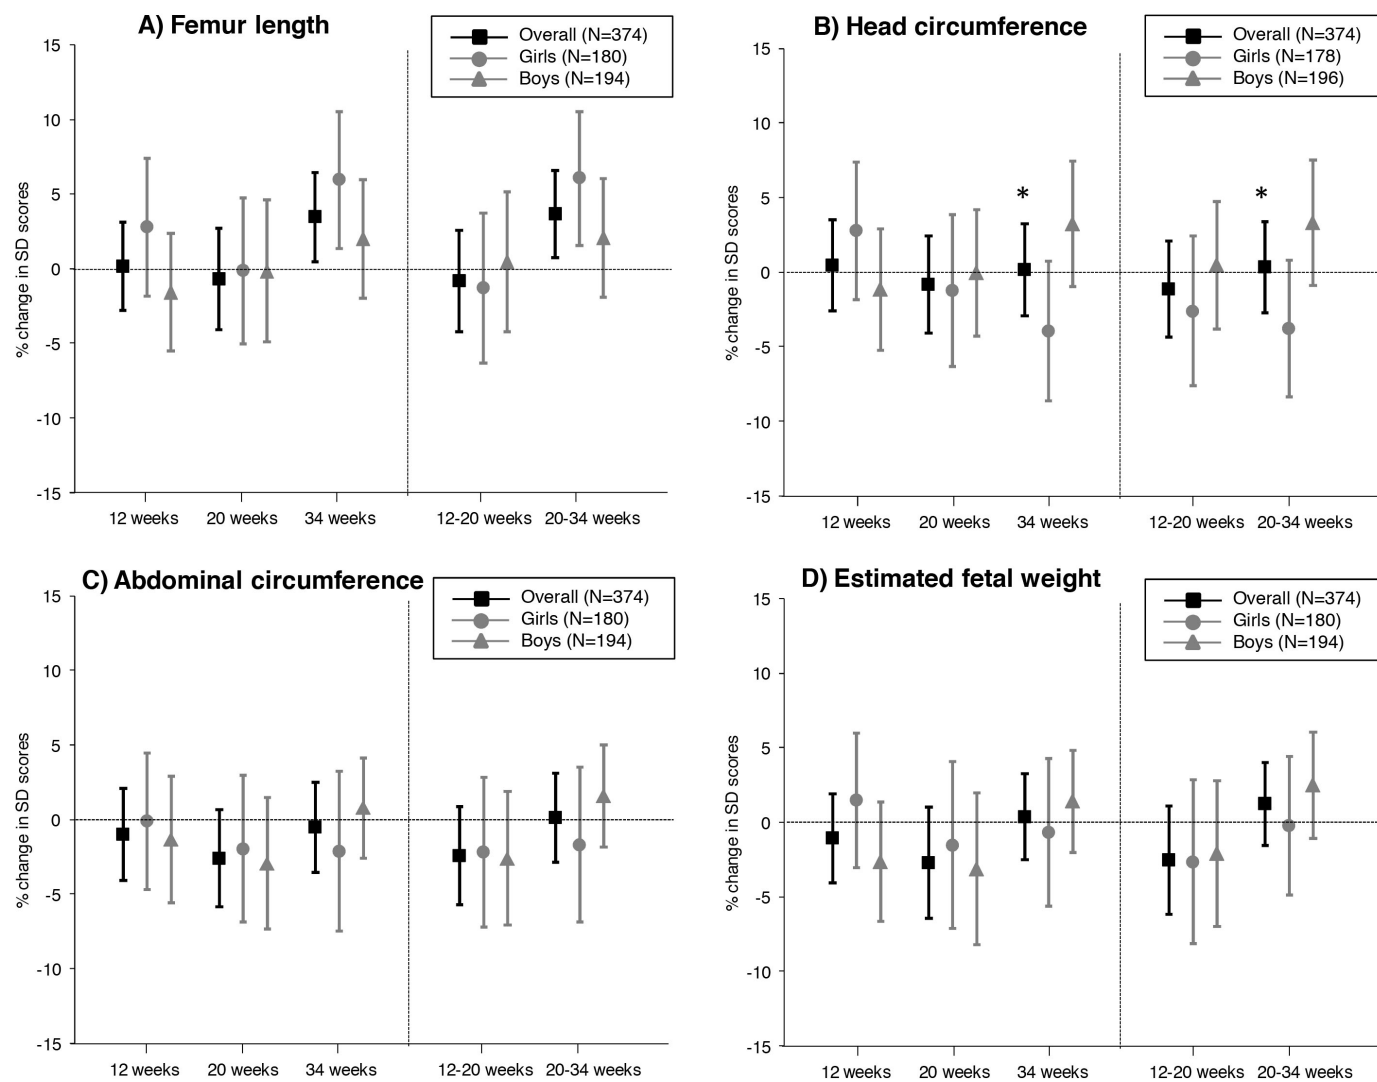 A) Femur length
Overall (N=374)
Girls (N=180)
Boys (N=194)
15
10
5
0
-5
-10
-15
% change in SD scores
12 weeks
20 weeks
34 weeks
12-20 weeks
20-34 weeks
B) Head circumference
Overall (N=374)
Girls (N=178)
Boys (N=196)
15
10
5
0
-5
-10
-15
% change in SD scores
*
*
12 weeks
20 weeks
34 weeks
12-20 weeks
20-34 weeks
C) Abdominal circumference
Overall (N=374)
Girls (N=180)
Boys (N=194)
15
10
5
0
-5
-10
-15
% change in SD scores
12 weeks
20 weeks
34 weeks
12-20 weeks
20-34 weeks
D) Estimated fetal weight
Overall (N=374)
Girls (N=180)
Boys (N=194)
15
10
5
0
-5
-10
-15
% change in SD scores
12 weeks
20 weeks
34 weeks
12-20 weeks
20-34 weeks